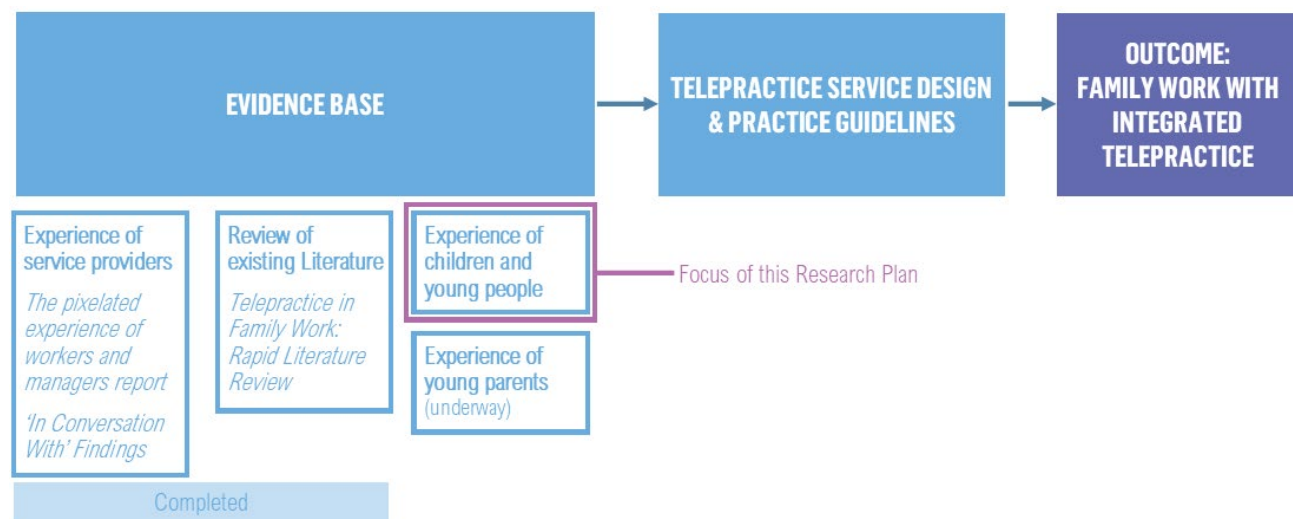 EVIDENCE BASE
TELEPRACTICE SERVICE DESIGN
& PRACTICE GUIDELINES
OUTCOME:
FAMILY WORK WITH
INTEGRATED
TELEPRACTICE
Experience of
service providers
The pixelated
experience of
workers and
managers report
‘In Conversation
With’ Findings
Review of
existing Literature
Telepractice in
Family Work:
Rapid Literature
Review
Experience of
children and
young people
Focus of this Research Plan
Experience of
young parents
(underway)
Completed